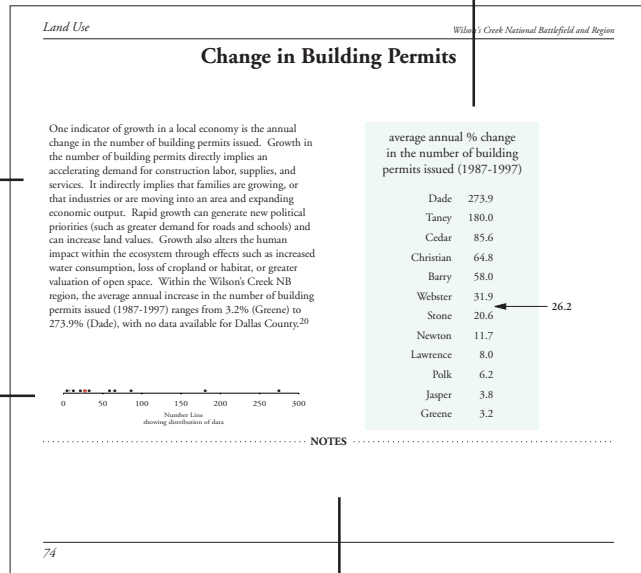 Land Use
Wilson's Creek National Battlefield and Region
Change in Building Permits
One indicator of growth in a local economy is the annual
change in the number of building permits issued.  Growth in
the number of building permits directly implies an
accelerating demand for construction labor, supplies, and
services.  It indirectly implies that families are growing, or
that industries or are moving into an area and expanding
economic output.  Rapid growth can generate new political
priorities (such as greater demand for roads and schools) and
can increase land values.  Growth also alters the human
impact within the ecosystem through effects such as increased
water consumption, loss of cropland or habitat, or greater
valuation of open space.  Within the Wilson's Creek NB
region, the average annual increase in the number of building
permits issued (1987-1997) ranges from 3.2% (Greene) to
273.9% (Dade), with no data available for Dallas County.20
0 50 100 150 200 250 300
Number Line
showing distribution of data
average annual % change
in the number of building
permits issued (1987-1997)
Dade 273.9
Taney 180.0
Cedar 85.6
Christian 64.8
Barry 58.0
Webster 31.9
26.2
Stone 20.6
Newton 11.7
Lawrence 8.0
Polk 6.2
Jasper 3.8
Greene 3.2
NOTES
74